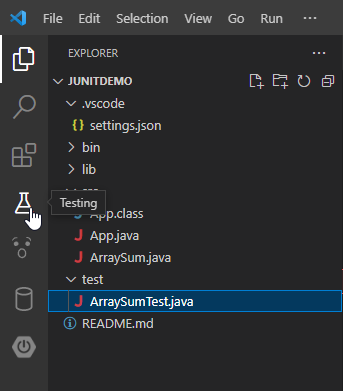 File Edit Selection View Go Run ···
EXPLORER ···
JUNITDEMO
.vscode
{} settings.json
bin
lib
Testing
App.class
J App.java
J ArraySum.java
test
J ArraySumTest.java
README.md